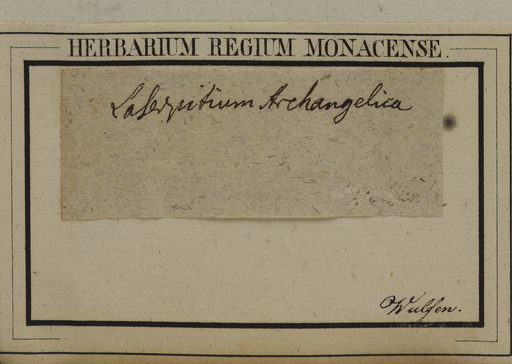 HERBARIUM REGIUM MONACENSE.
Laserpitium Archangelica
Wulfen.